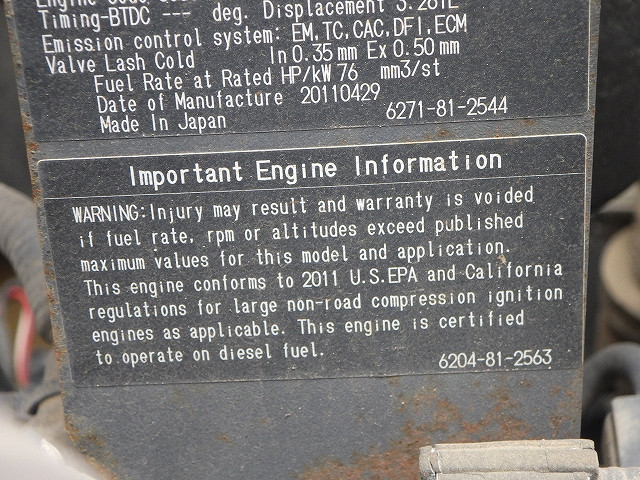 Timing-BTDC --- deg. Displacement 3.261L
Emission control system: EM,TC,CAC,DFI,ECM
Valve Lash Cold In 0.35 mm Ex 0.50 mm
Fuel Rate at Rated HP/kW 76 mm3/st
Date of Manufacture 20110429
Made In Japan 6271-81-2544
Important Engine Information
WARNING:Injury may result and warranty is voided
if fuel rate, rpm or altitudes exceed published
maximum values for this model and application.
This engine conforms to 2011 U.S.EPA and California
regulations for large non-road compression ignition
engines as applicable. This engine is certified
to operate on diesel fuel.
6204-81-2563